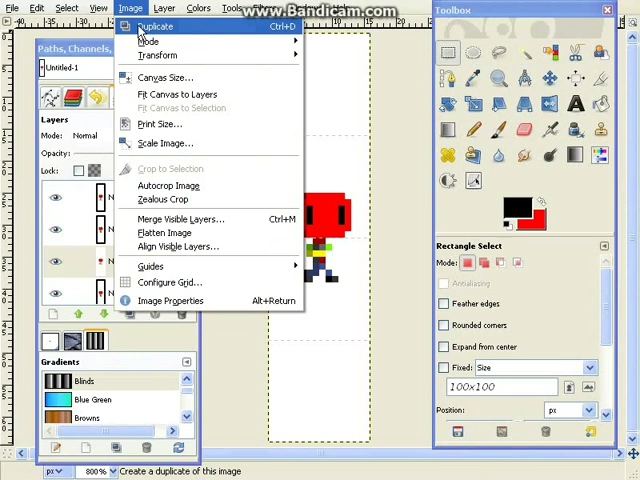 www.Bandicam.com
File Edit Select View Image Layer Colors Tools
Duplicate Ctrl+D
Mode
Transform
Canvas Size...
Fit Canvas to Layers
Fit Canvas to Selection
Print Size...
Scale Image...
Crop to Selection
Autocrop Image
Zealous Crop
Merge Visible Layers... Ctrl+M
Flatten Image
Align Visible Layers...
Guides
Configure Grid...
Image Properties Alt+Return
Paths, Channels,
Untitled-1
Layers
Mode: Normal
Opacity:
Lock:
Gradients
Blinds
Blue Green
Browns
px 800% Create a duplicate of this image
Toolbox
Rectangle Select
Mode:
Antialiasing
Feather edges
Rounded corners
Expand from center
Fixed: Size
100x100
Position: px